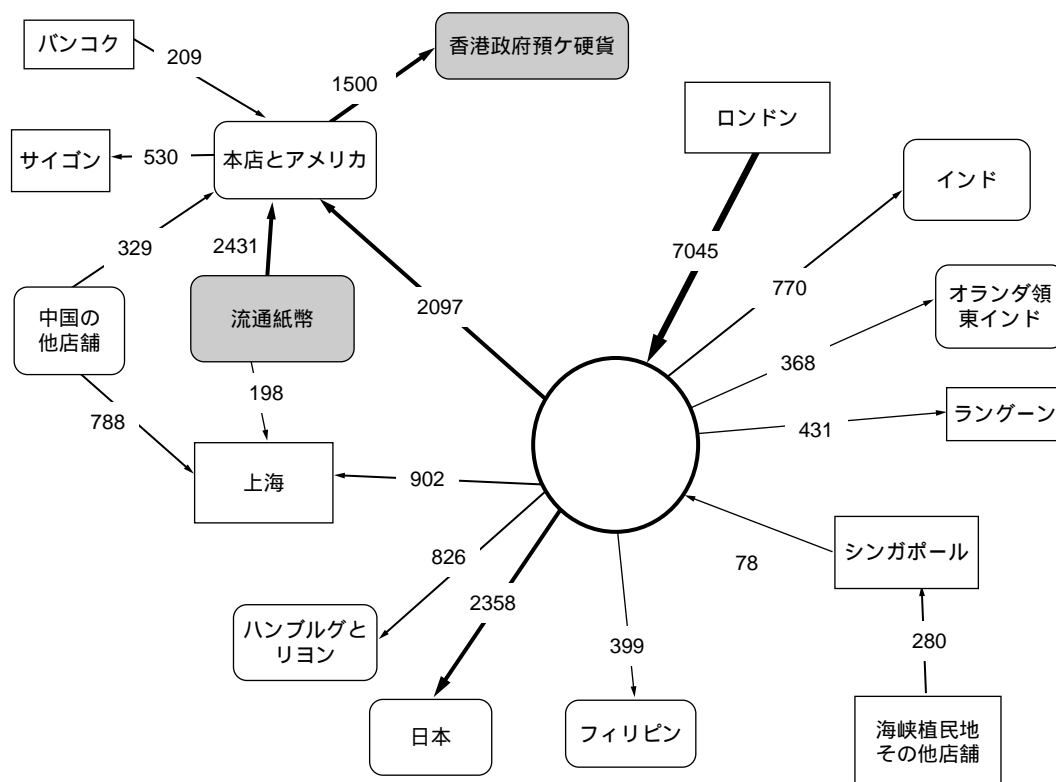 バンコク
209
香港政府預ケ硬貨
1500
ロンドン
サイゴン
530
本店とアメリカ
インド
329
2431
7045
770
2097
中国の
他店舗
流通紙幣
オランダ領
東インド
368
198
788
431
ラングーン
上海
902
シンガポール
78
826
2358
ハンブルグと
リヨン
399
280
日本
フィリピン
海峡植民地
その他店舗